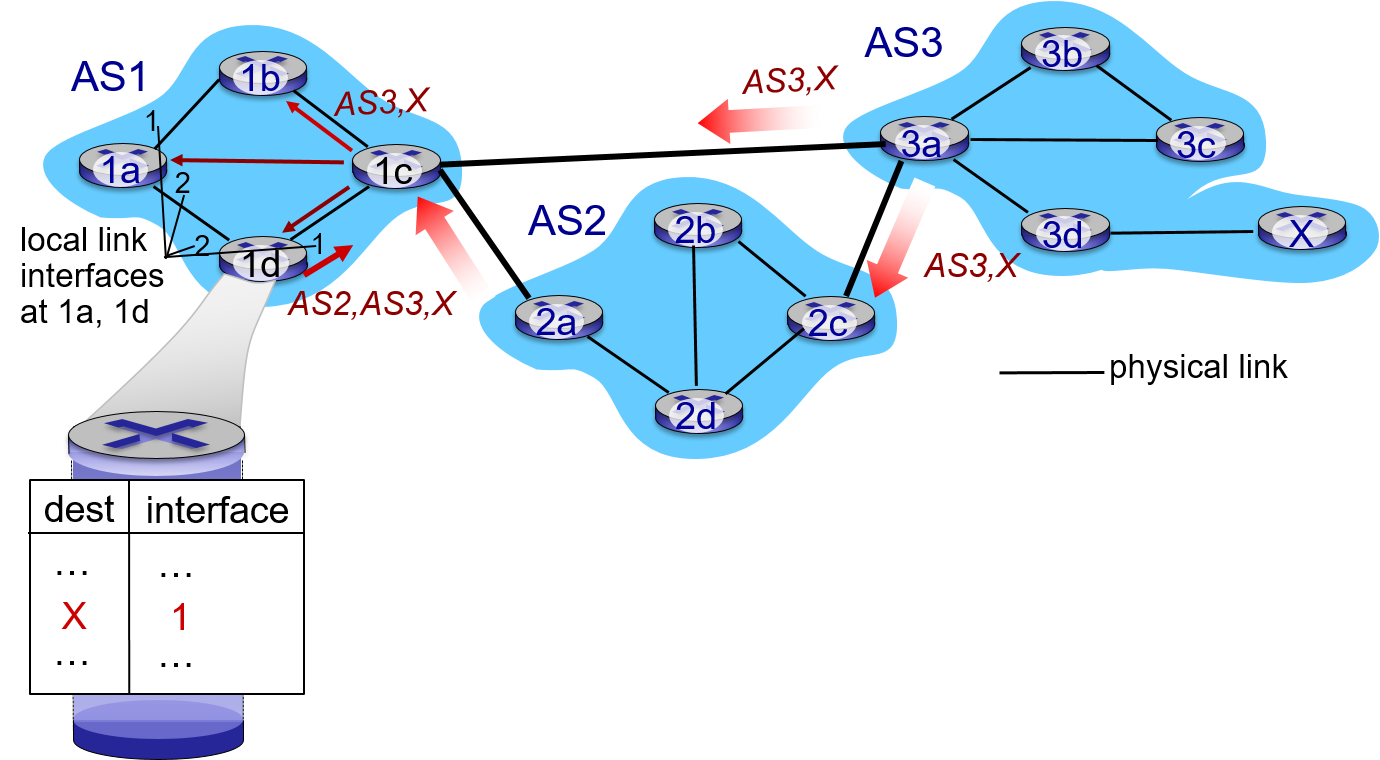 AS1
1b
AS3,X
1
1a
2
1c
2
1
1d
local link
interfaces
at 1a, 1d
AS2,AS3,X
AS3,X
AS3
3b
3a
3c
3d
X
AS3,X
AS2
2b
2a
2c
2d
physical link
dest interface
... ...
X 1
... ...